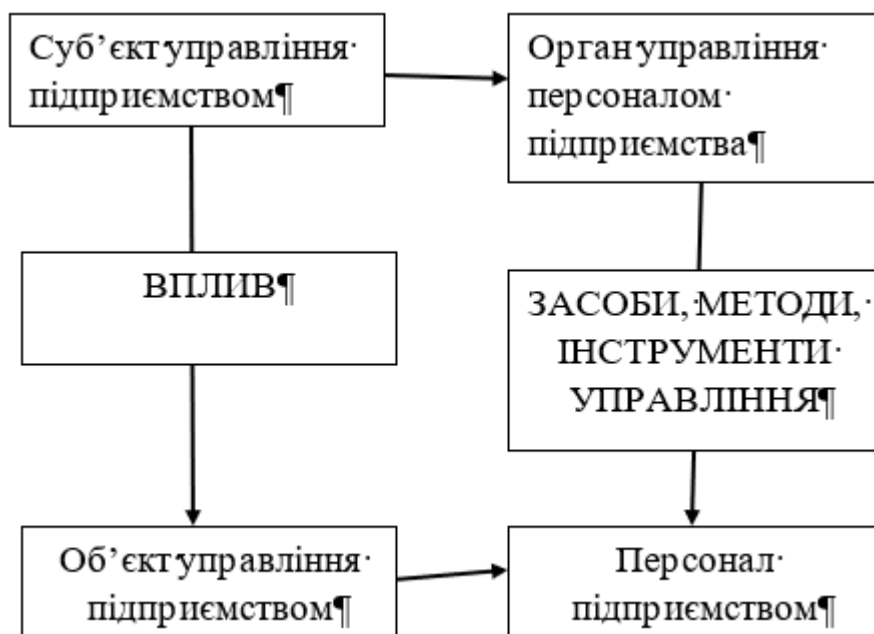 Суб’єкт управління
підприємством¶
Орган управління
персоналом
підприємства¶
ВПЛИВ¶
ЗАСОБИ, МЕТОДИ,
ІНСТРУМЕНТИ
УПРАВЛІННЯ¶
Об’єкт управління
підприємством¶
Персонал
підприємством¶